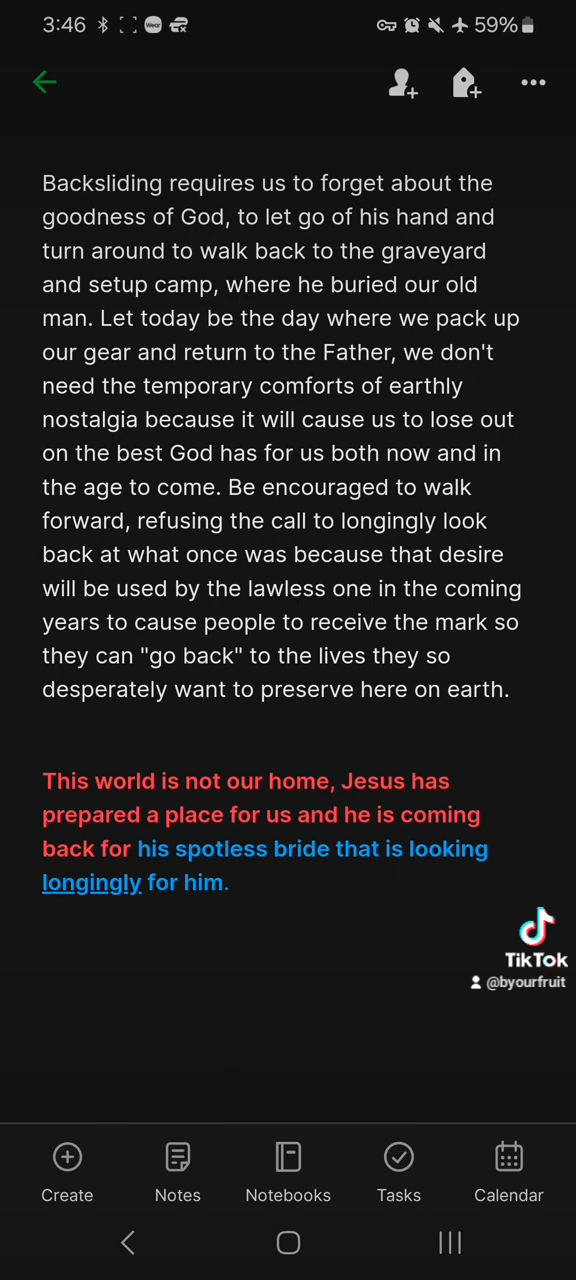 3:46
Wear
59%
Backsliding requires us to forget about the
goodness of God, to let go of his hand and
turn around to walk back to the graveyard
and setup camp, where he buried our old
man. Let today be the day where we pack up
our gear and return to the Father, we don't
need the temporary comforts of earthly
nostalgia because it will cause us to lose out
on the best God has for us both now and in
the age to come. Be encouraged to walk
forward, refusing the call to longingly look
back at what once was because that desire
will be used by the lawless one in the coming
years to cause people to receive the mark so
they can "go back" to the lives they so
desperately want to preserve here on earth.
This world is not our home, Jesus has
prepared a place for us and he is coming
back for his spotless bride that is looking
longingly for him.
TikTok
@byourfruit
Create Notes Notebooks Tasks Calendar